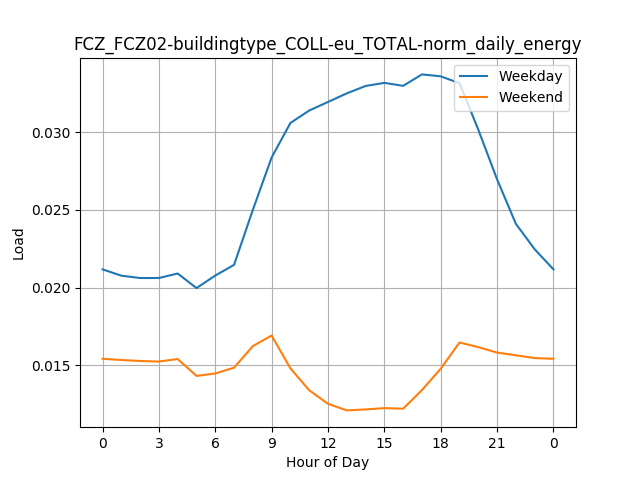 FCZ_FCZ02-buildingtype_COLL-eu_TOTAL-norm_daily_energy
Weekday
Weekend
0.030
0.025
0.020
0.015
Load
0 3 6 9 12 15 18 21 0
Hour of Day